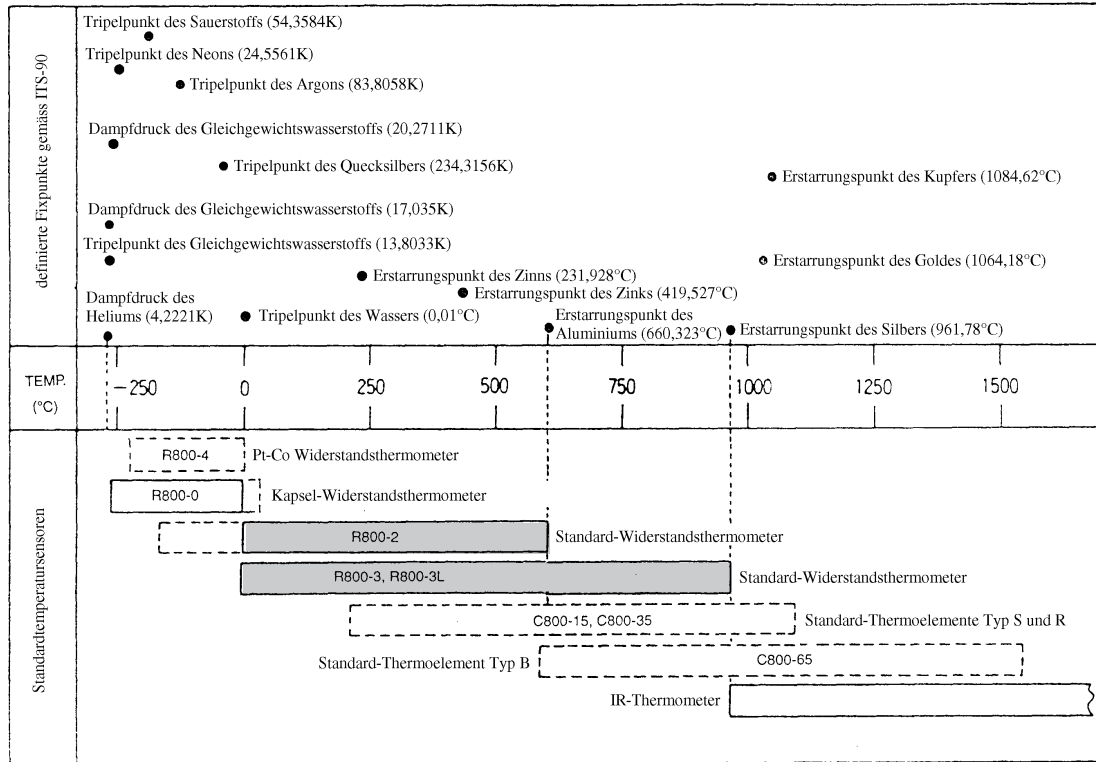 definierte Fixpunkte gemäss ITS-90
Tripelpunkt des Sauerstoffs (54,3584K)
Tripelpunkt des Neons (24,5561K)
Tripelpunkt des Argons (83,8058K)
Dampfdruck des Gleichgewichtswasserstoffs (20,2711K)
Tripelpunkt des Quecksilbers (234,3156K)
Erstarrungspunkt des Kupfers (1084,62°C)
Dampfdruck des Gleichgewichtswasserstoffs (17,035K)
Tripelpunkt des Gleichgewichtswasserstoffs (13,8033K)
Erstarrungspunkt des Goldes (1064,18°C)
Erstarrungspunkt des Zinns (231,928°C)
Erstarrungspunkt des Zinks (419,527°C)
Dampfdruck des
Heliums (4,2221K)
Tripelpunkt des Wassers (0,01°C)
Erstarrungspunkt des
Aluminiums (660,323°C)
Erstarrungspunkt des Silbers (961,78°C)
TEMP.
(°C)
-250 0 250 500 750 1000 1250 1500
Standardtemperatursensoren
R800-4 Pt-Co Widerstandsthermometer
R800-0 Kapsel-Widerstandsthermometer
R800-2 Standard-Widerstandsthermometer
R800-3, R800-3L Standard-Widerstandsthermometer
C800-15, C800-35 Standard-Thermoelemente Typ S und R
Standard-Thermoelement Typ B C800-65
IR-Thermometer